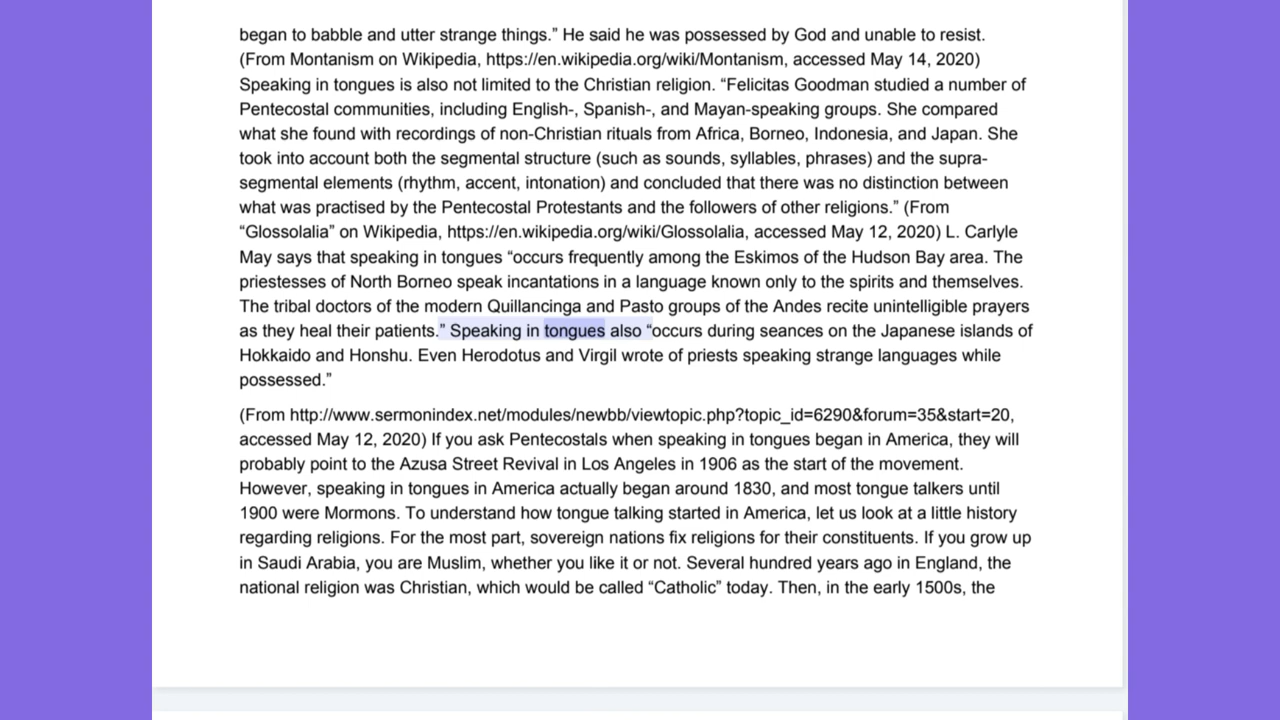 began to babble and utter strange things.” He said he was possessed by God and unable to resist.
(From Montanism on Wikipedia, https://en.wikipedia.org/wiki/Montanism, accessed May 14, 2020)
Speaking in tongues is also not limited to the Christian religion. “Felicitas Goodman studied a number of
Pentecostal communities, including English-, Spanish-, and Mayan-speaking groups. She compared
what she found with recordings of non-Christian rituals from Africa, Borneo, Indonesia, and Japan. She
took into account both the segmental structure (such as sounds, syllables, phrases) and the supra-
segmental elements (rhythm, accent, intonation) and concluded that there was no distinction between
what was practised by the Pentecostal Protestants and the followers of other religions.” (From
“Glossolalia” on Wikipedia, https://en.wikipedia.org/wiki/Glossolalia, accessed May 12, 2020) L. Carlyle
May says that speaking in tongues “occurs frequently among the Eskimos of the Hudson Bay area. The
priestesses of North Borneo speak incantations in a language known only to the spirits and themselves.
The tribal doctors of the modern Quillancinga and Pasto groups of the Andes recite unintelligible prayers
as they heal their patients.” Speaking in tongues also “occurs during seances on the Japanese islands of
Hokkaido and Honshu. Even Herodotus and Virgil wrote of priests speaking strange languages while
possessed.”
(From http://www.sermonindex.net/modules/newbb/viewtopic.php?topic_id=6290&forum=35&start=20,
accessed May 12, 2020) If you ask Pentecostals when speaking in tongues began in America, they will
probably point to the Azusa Street Revival in Los Angeles in 1906 as the start of the movement.
However, speaking in tongues in America actually began around 1830, and most tongue talkers until
1900 were Mormons. To understand how tongue talking started in America, let us look at a little history
regarding religions. For the most part, sovereign nations fix religions for their constituents. If you grow up
in Saudi Arabia, you are Muslim, whether you like it or not. Several hundred years ago in England, the
national religion was Christian, which would be called “Catholic” today. Then, in the early 1500s, the